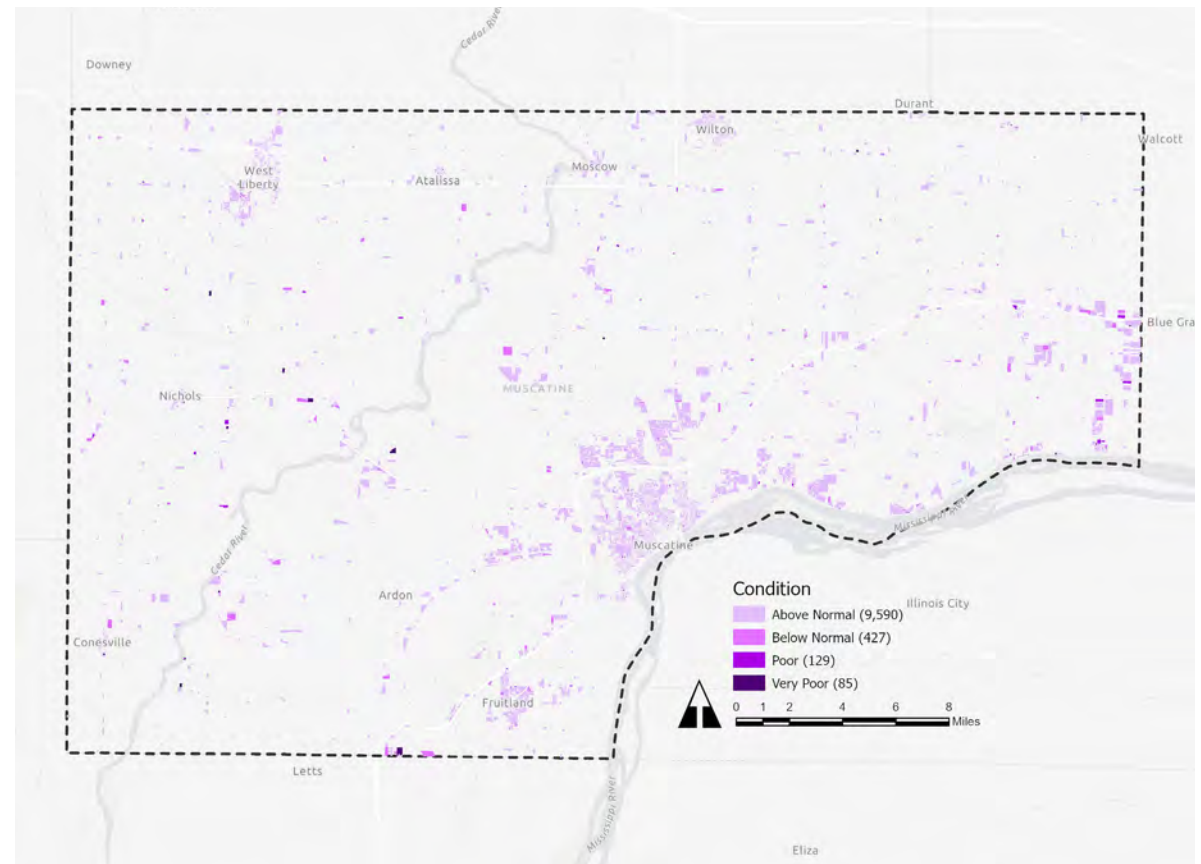 Cedar River
Downey
Durant
Wilton
Walcott
West
Liberty
Moscow
Atalissa
Blue Gra
MUSCATINE
Nichols
Mississippi River
Cedar River
Muscatine
Condition
Above Normal (9,590)
Below Normal (427)
Poor (129)
Very Poor (85)
0 1 2 4 6 8
Miles
Illinois City
Ardon
Conesville
Fruitland
Letts
Mississippi River
Eliza